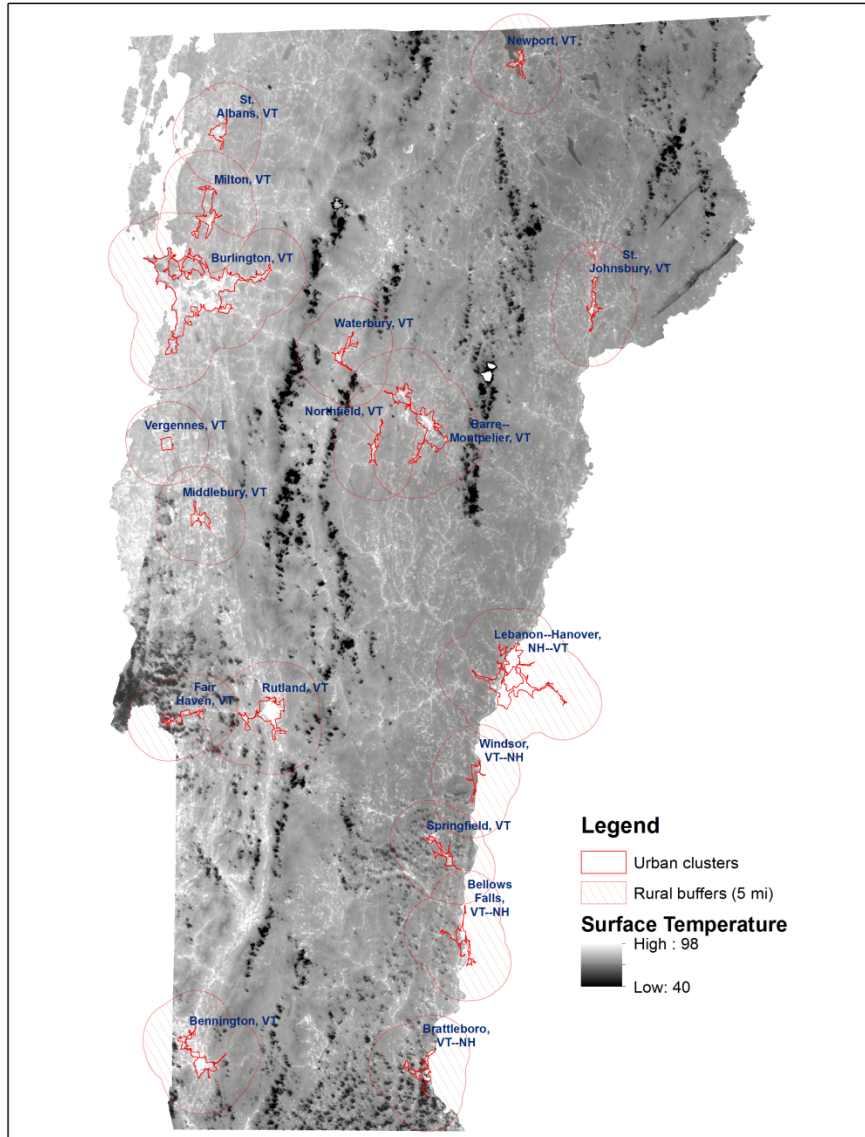 Newport, VT
St.
Albans, VT
Milton, VT
Burlington, VT
St.
Johnsbury, VT
Waterbury, VT
Northfield, VT
Barre--
Montpelier, VT
Vergennes, VT
Middlebury, VT
Lebanon--Hanover,
NH--VT
Fair
Haven, VT
Rutland, VT
Windsor,
VT--NH
Springfield, VT
Bellows
Falls,
VT--NH
Bennington, VT
Brattleboro,
VT--NH
Legend
Urban clusters
Rural buffers (5 mi)
Surface Temperature
High : 98
Low: 40